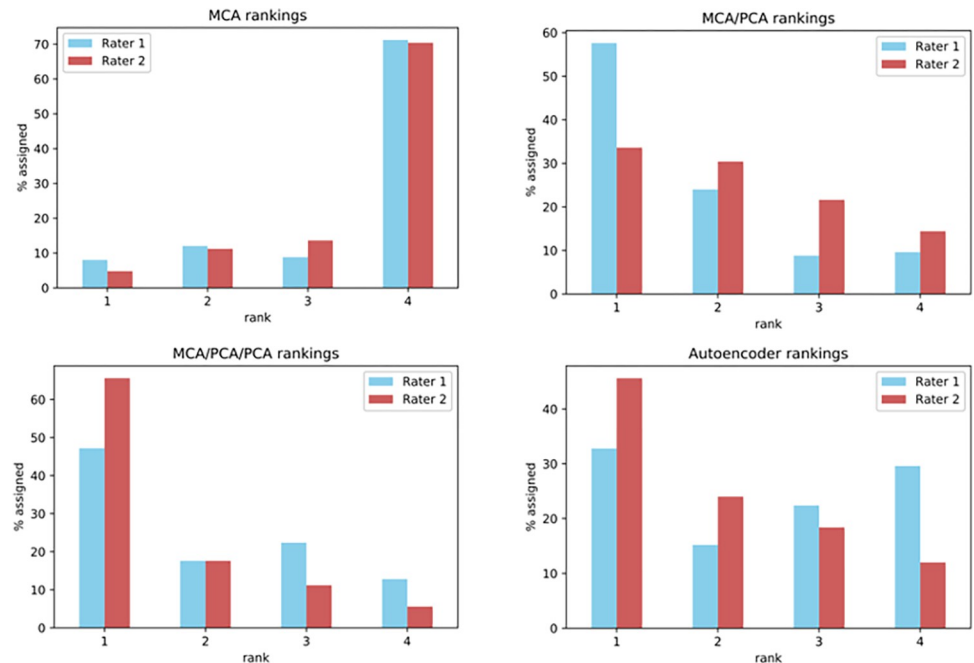 MCA rankings
Rater 1
Rater 2
70
60
50
40
30
20
10
0
% assigned
1 2 3 4
rank
MCA/PCA rankings
Rater 1
Rater 2
60
50
40
30
20
10
0
% assigned
1 2 3 4
rank
MCA/PCA/PCA rankings
Rater 1
Rater 2
60
50
40
30
20
10
0
% assigned
1 2 3 4
rank
Autoencoder rankings
Rater 1
Rater 2
40
30
20
10
0
% assigned
1 2 3 4
rank